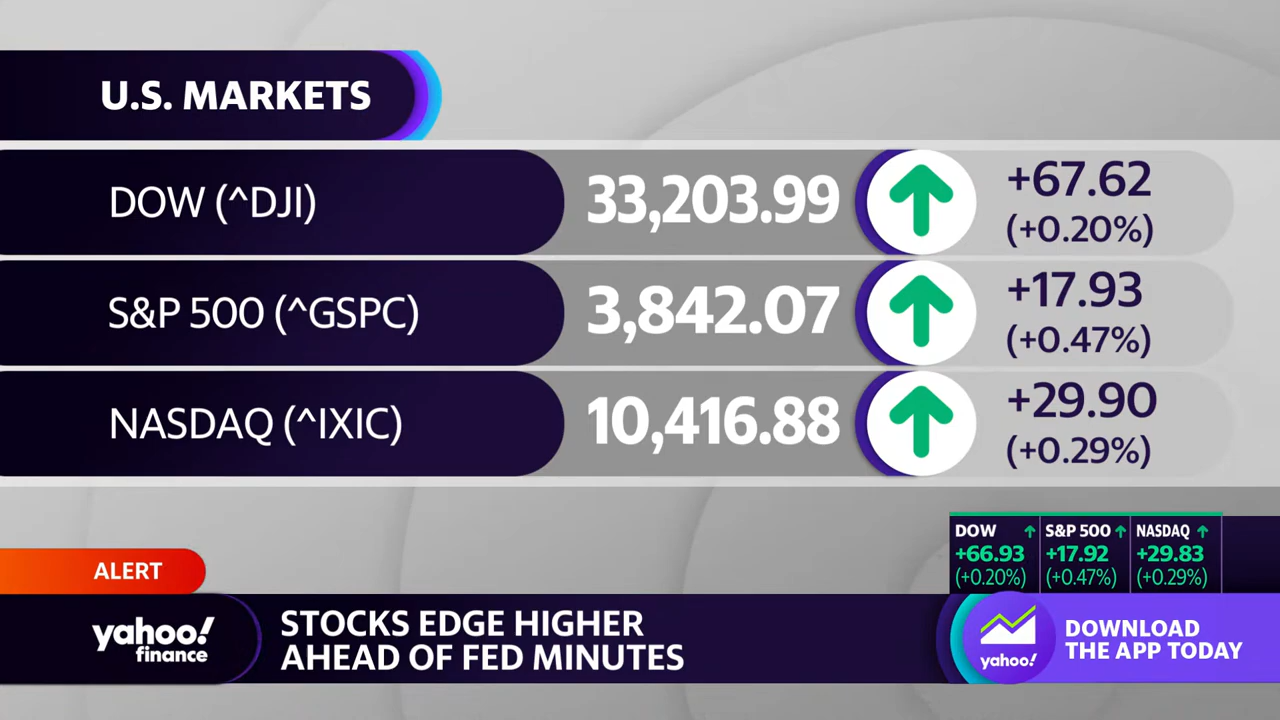 U.S. MARKETS
DOW (^DJI) 33,203.99 +67.62
(+0.20%)
S&P 500 (^GSPC) 3,842.07 +17.93
(+0.47%)
NASDAQ (^IXIC) 10,416.88 +29.90
(+0.29%)
DOW S&P 500 NASDAQ
+66.93 +17.92 +29.83
(+0.20%) (+0.47%) (+0.29%)
ALERT
yahoo!
finance
STOCKS EDGE HIGHER
AHEAD OF FED MINUTES
yahoo!
DOWNLOAD
THE APP TODAY